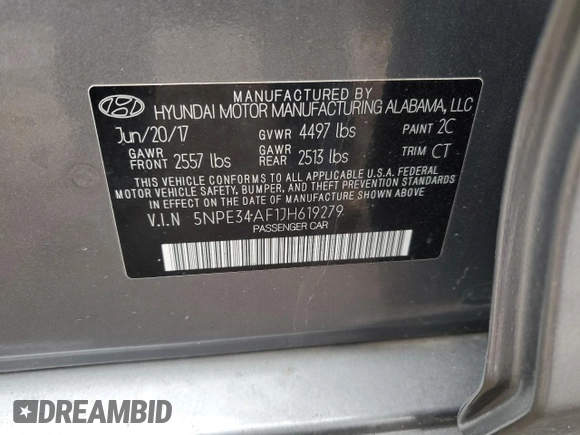 MANUFACTURED BY
HYUNDAI MOTOR MANUFACTURING ALABAMA, LLC
Jun/20/17 GVWR 4497 lbs PAINT 2C
GAWR FRONT 2557 lbs GAWR REAR 2513 lbs TRIM CT
THIS VEHICLE CONFORMS TO ALL APPLICABLE U.S.A. FEDERAL
MOTOR VEHICLE SAFETY, BUMPER, AND THEFT PREVENTION STANDARDS
IN EFFECT ON THE DATE OF MANUFACTURE SHOWN ABOVE.
V.I.N 5NPE34AF1JH619279
PASSENGER CAR
DREAMBID